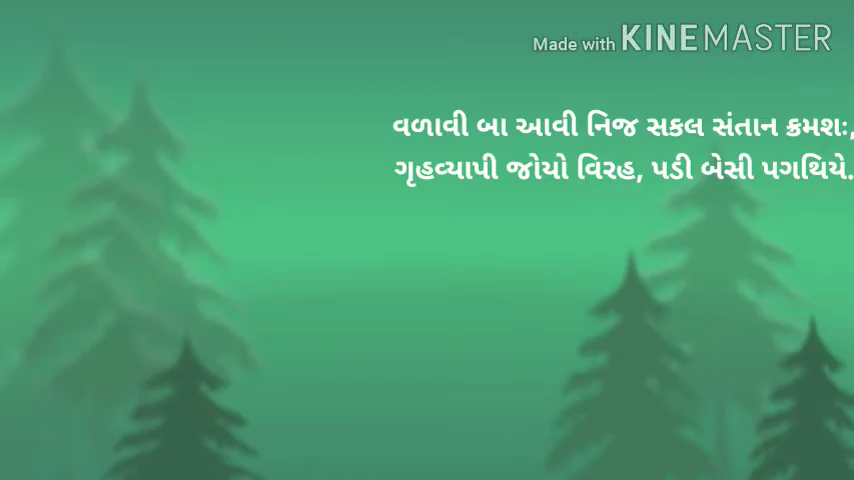 Made with KINEMASTER
વળાવી બા આવી નિજ સકલ સંતાન ક્રમશઃ,
ગૃહવ્યાપી જોયો વિરહ, પડી બેસી પગથિયે.